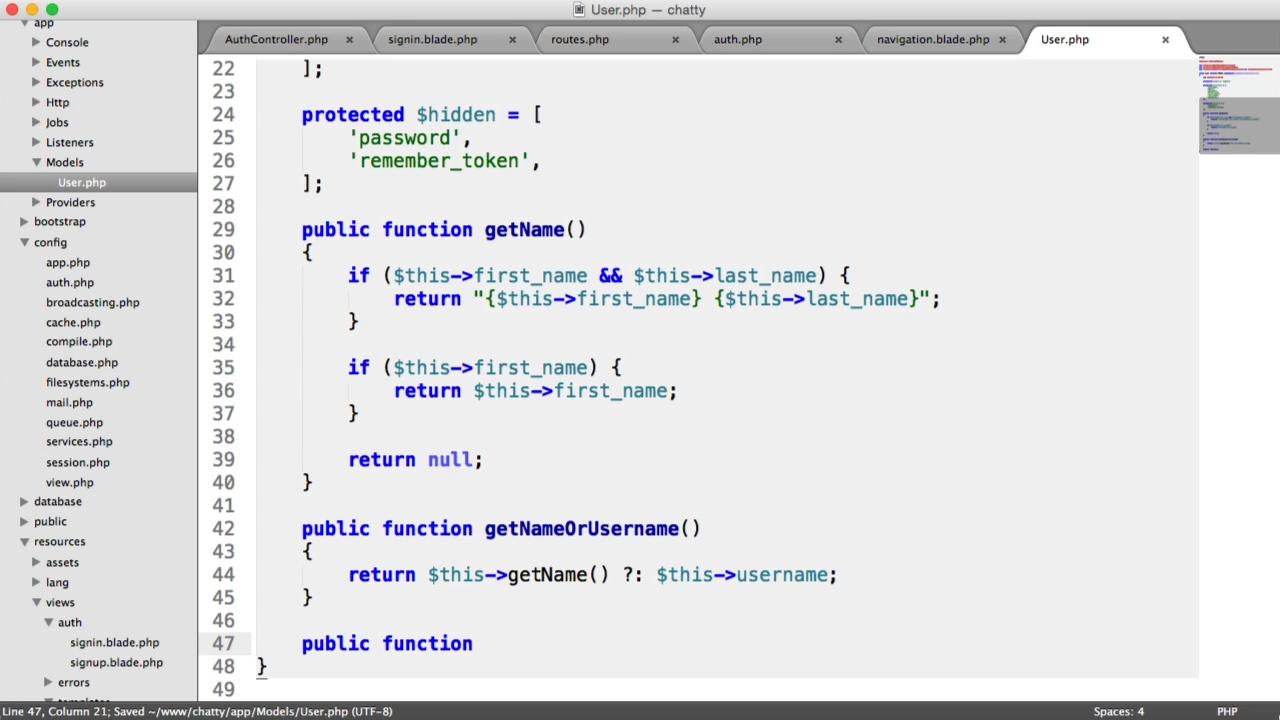 User.php — chatty
AuthController.php × signin.blade.php × routes.php × auth.php × navigation.blade.php × User.php ×
app
Console
Events
Exceptions
Http
Jobs
Listeners
Models
User.php
Providers
bootstrap
config
app.php
auth.php
broadcasting.php
cache.php
compile.php
database.php
filesystems.php
mail.php
queue.php
services.php
session.php
view.php
database
public
resources
assets
lang
views
auth
signin.blade.php
signup.blade.php
errors
22 ];
23
24 protected $hidden = [
25 'password',
26 'remember_token',
27 ];
28
29 public function getName()
30 {
31 if ($this->first_name && $this->last_name) {
32 return "{$this->first_name} {$this->last_name}";
33 }
34
35 if ($this->first_name) {
36 return $this->first_name;
37 }
38
39 return null;
40 }
41
42 public function getNameOrUsername()
43 {
44 return $this->getName() ?: $this->username;
45 }
46
47 public function
48 }
49
Line 47, Column 21; Saved ~/www/chatty/app/Models/User.php (UTF-8) Spaces: 4 PHP